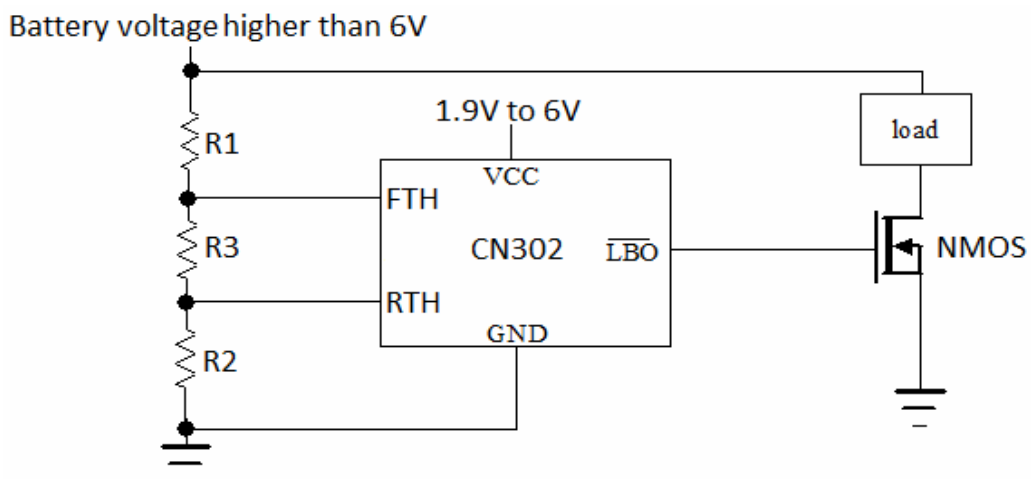 Battery voltage higher than 6V
1.9V to 6V
load
R1
VCC
FTH
R3
CN302
LBO
NMOS
RTH
GND
R2